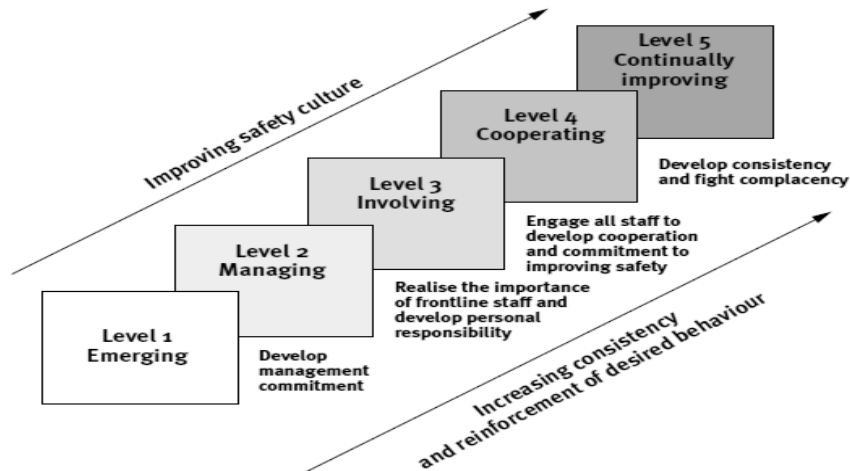 Level 5
Continually
improving
Improving safety culture
Level 4
Cooperating
Develop consistency
and fight complacency
Level 3
Involving
Engage all staff to
develop cooperation
and commitment to
improving safety
Level 2
Managing
Realise the importance
of frontline staff and
develop personal
responsibility
Level 1
Emerging
Develop
management
commitment
Increasing consistency
and reinforcement of desired behaviour